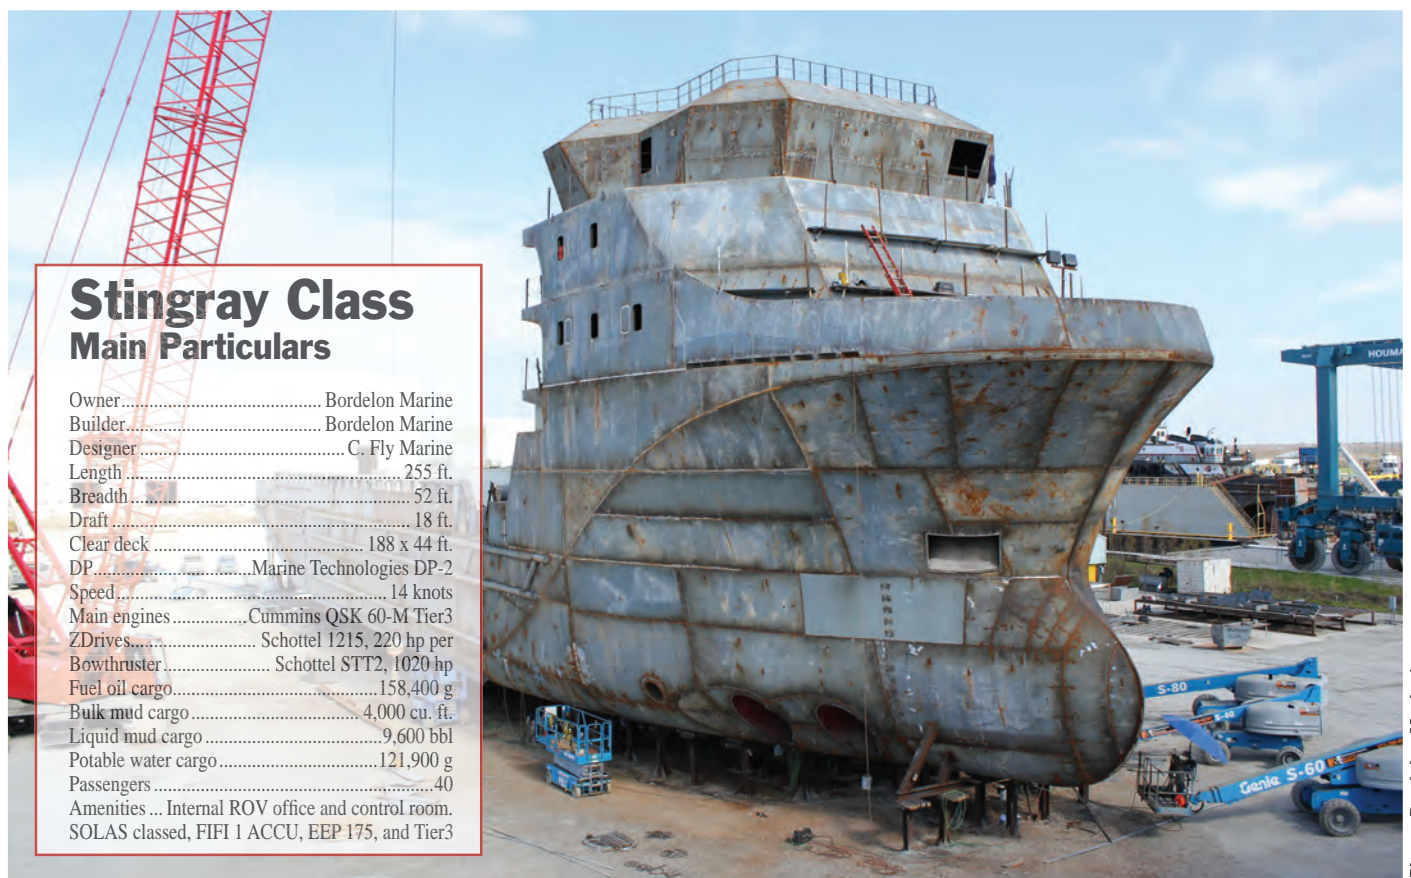 Stingray Class
Main Particulars
Owner.......................................... Bordelon Marine
Builder......................................... Bordelon Marine
Designer ........................................... C. Fly Marine
Length .......................................................... 255 ft.
Breadth ........................................................... 52 ft.
Draft ............................................................... 18 ft.
Clear deck ............................................ 188 x 44 ft.
DP.................................Marine Technologies DP-2
Speed......................................................... 14 knots
Main engines ................Cummins QSK 60-M Tier3
ZDrives.......................... Schottel 1215, 220 hp per
Bowthruster ...................... Schottel STT2, 1020 hp
Fuel oil cargo...........................................158,400 g
Bulk mud cargo ................................... 4,000 cu. ft.
Liquid mud cargo .....................................9,600 bbl
Potable water cargo.................................121,900 g
Passengers ...........................................................40
Amenities ... Internal ROV office and control room.
SOLAS classed, FIFI 1 ACCU, EEP 175, and Tier3
HOUMA
S-80
S-40
Genie S-60